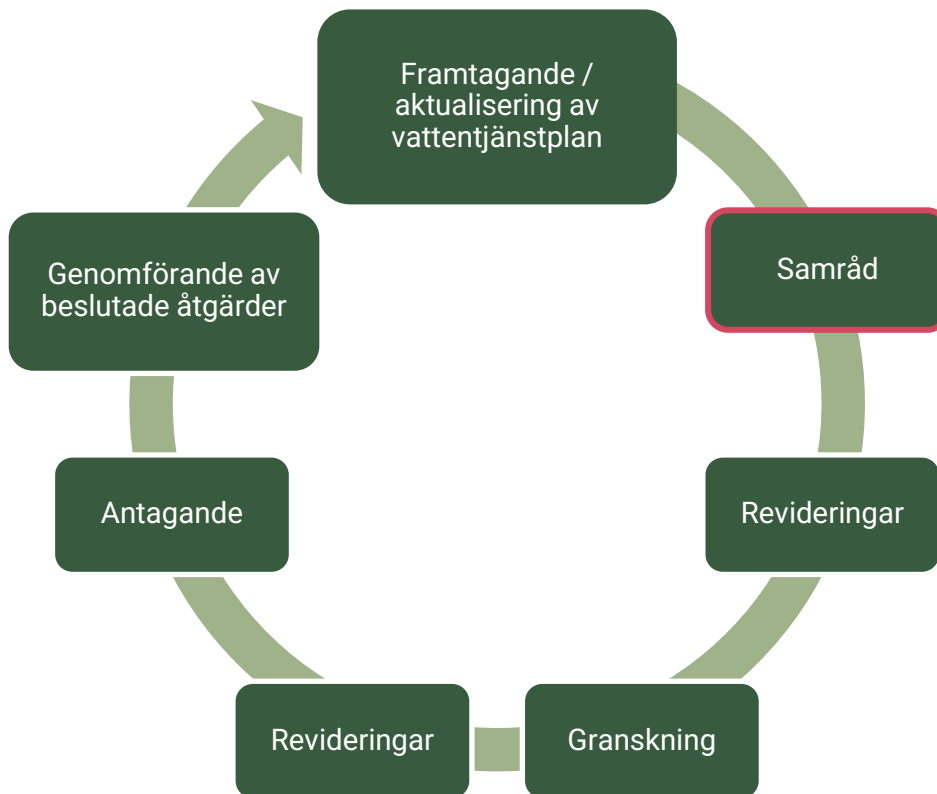 Framtagande /
aktualisering av
vattentjänstplan
Samråd
Revideringar
Granskning
Revideringar
Antagande
Genomförande av
beslutade åtgärder